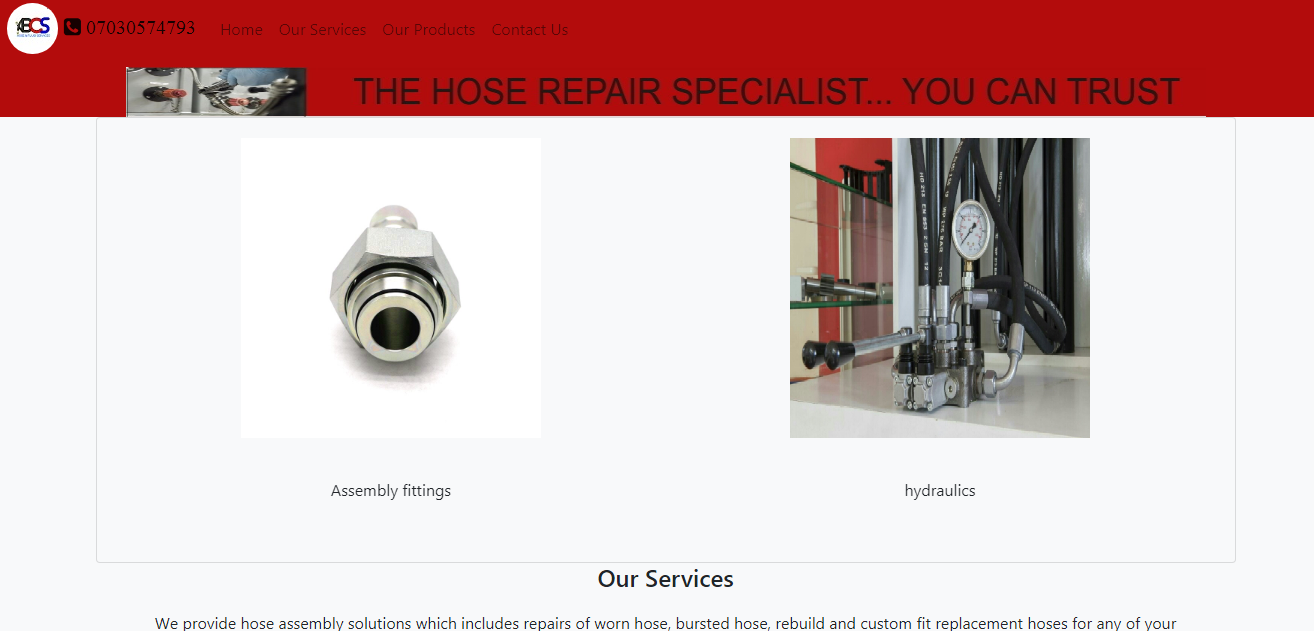 BCS
07030574793 Home Our Services Our Products Contact Us
THE HOSE REPAIR SPECIALIST... YOU CAN TRUST
Assembly fittings
hydraulics
Our Services
We provide hose assembly solutions which includes repairs of worn hose, bursted hose, rebuild and custom fit replacement hoses for any of your